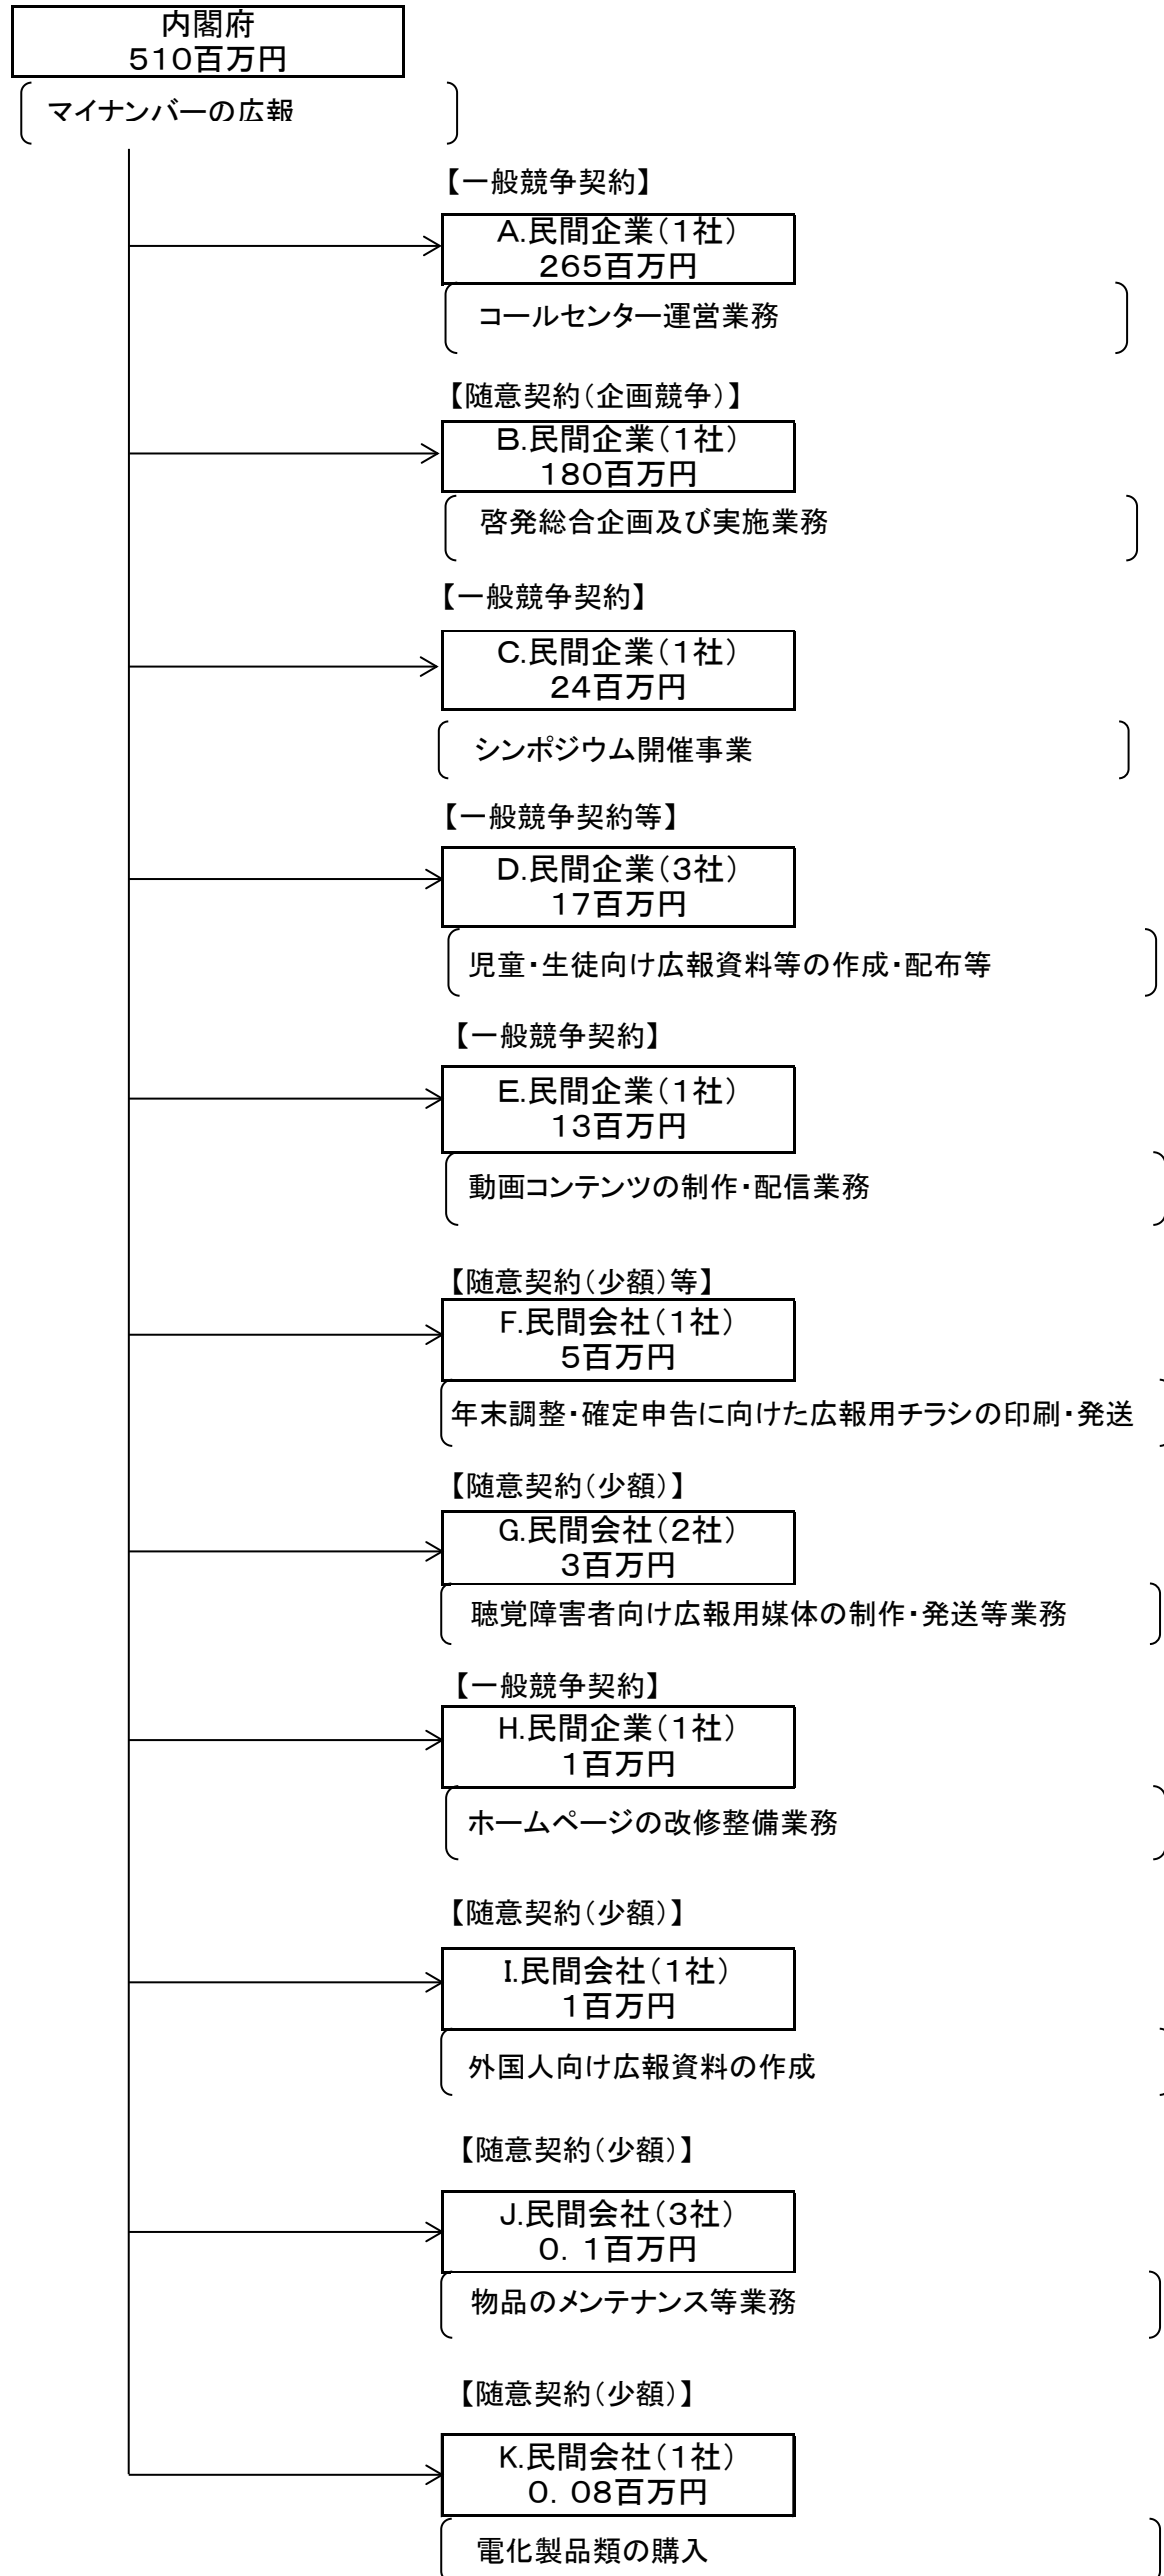 内閣府
510百万円
マイナンバーの広報
【一般競争契約】
A.民間企業(1社)
265百万円
コールセンター運営業務
【随意契約(企画競争)】
B.民間企業(1社)
180百万円
啓発総合企画及び実施業務
【一般競争契約】
C.民間企業(1社)
24百万円
シンポジウム開催事業
【一般競争契約等】
D.民間企業(3社)
17百万円
児童・生徒向け広報資料等の作成・配布等
【一般競争契約】
E.民間企業(1社)
13百万円
動画コンテンツの制作・配信業務
【随意契約(少額)等】
F.民間会社(1社)
5百万円
年末調整・確定申告に向けた広報用チラシの印刷・発送
【随意契約(少額)】
G.民間会社(2社)
3百万円
聴覚障害者向け広報用媒体の制作・発送等業務
【一般競争契約】
H.民間企業(1社)
1百万円
ホームページの改修整備業務
【随意契約(少額)】
I.民間会社(1社)
1百万円
外国人向け広報資料の作成
【随意契約(少額)】
J.民間会社(3社)
0.1百万円
物品のメンテナンス等業務
【随意契約(少額)】
K.民間会社(1社)
0.08百万円
電化製品類の購入